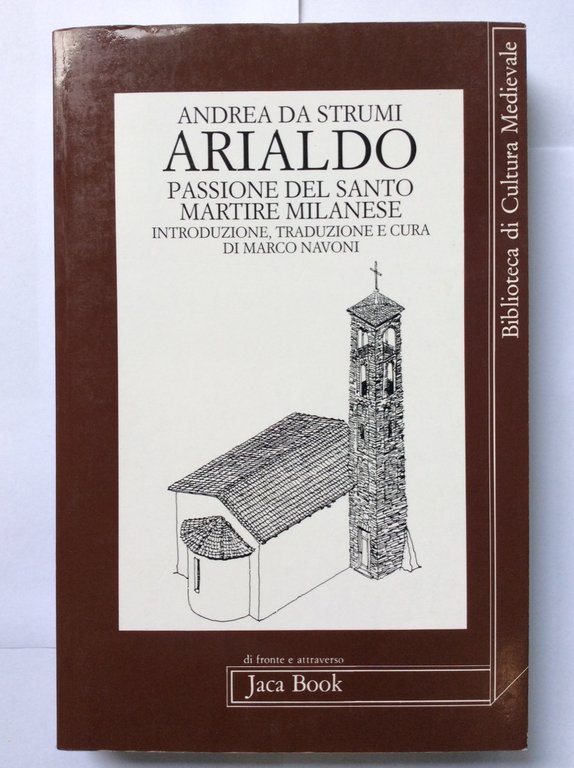 ANDREA DA STRUMI
ARIALDO
PASSIONE DEL SANTO
MARTIRE MILANESE
INTRODUZIONE, TRADUZIONE E CURA
DI MARCO NAVONI
Biblioteca di Cultura Medievale
di fronte e attraverso
Jaca Book